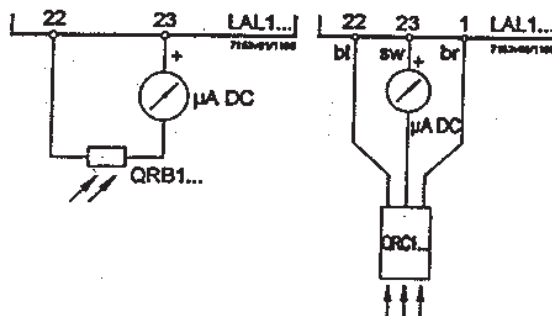 22 23 LAL1...
+
µA DC
QRB1...
22 23 1 LAL1...
bl sw br
+
µA DC
QRC1...